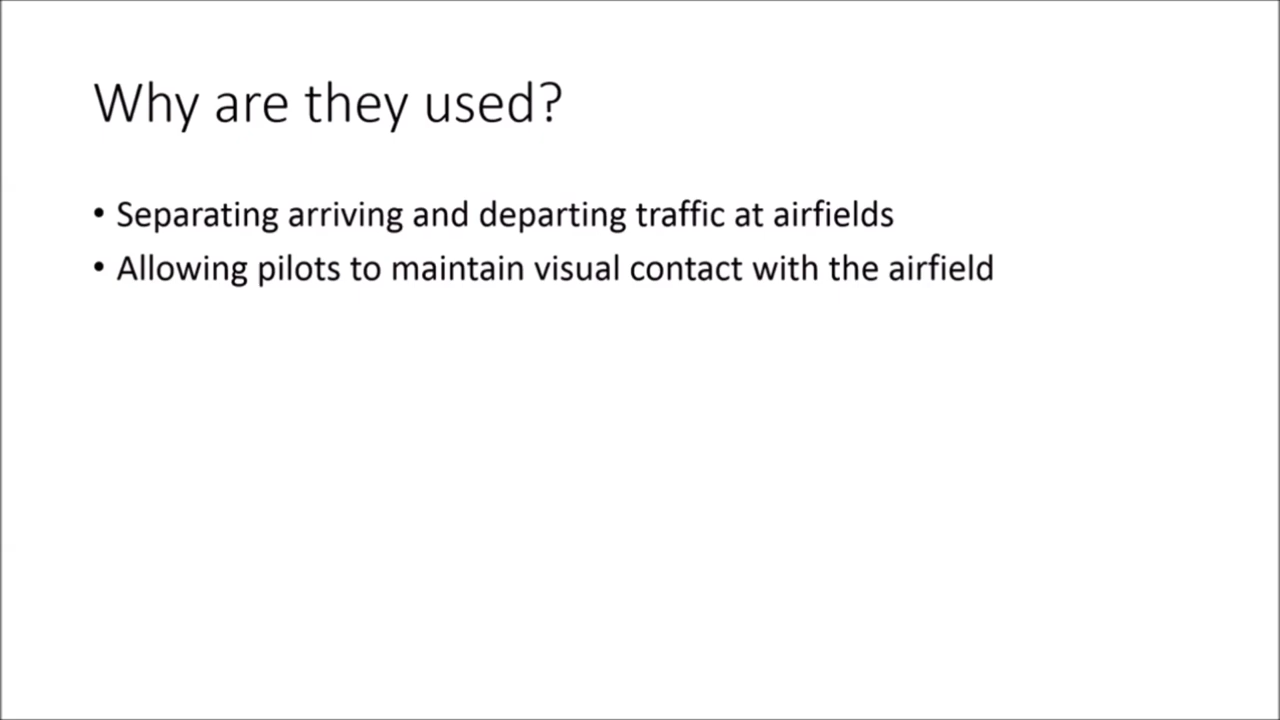 Why are they used?
• Separating arriving and departing traffic at airfields
• Allowing pilots to maintain visual contact with the airfield